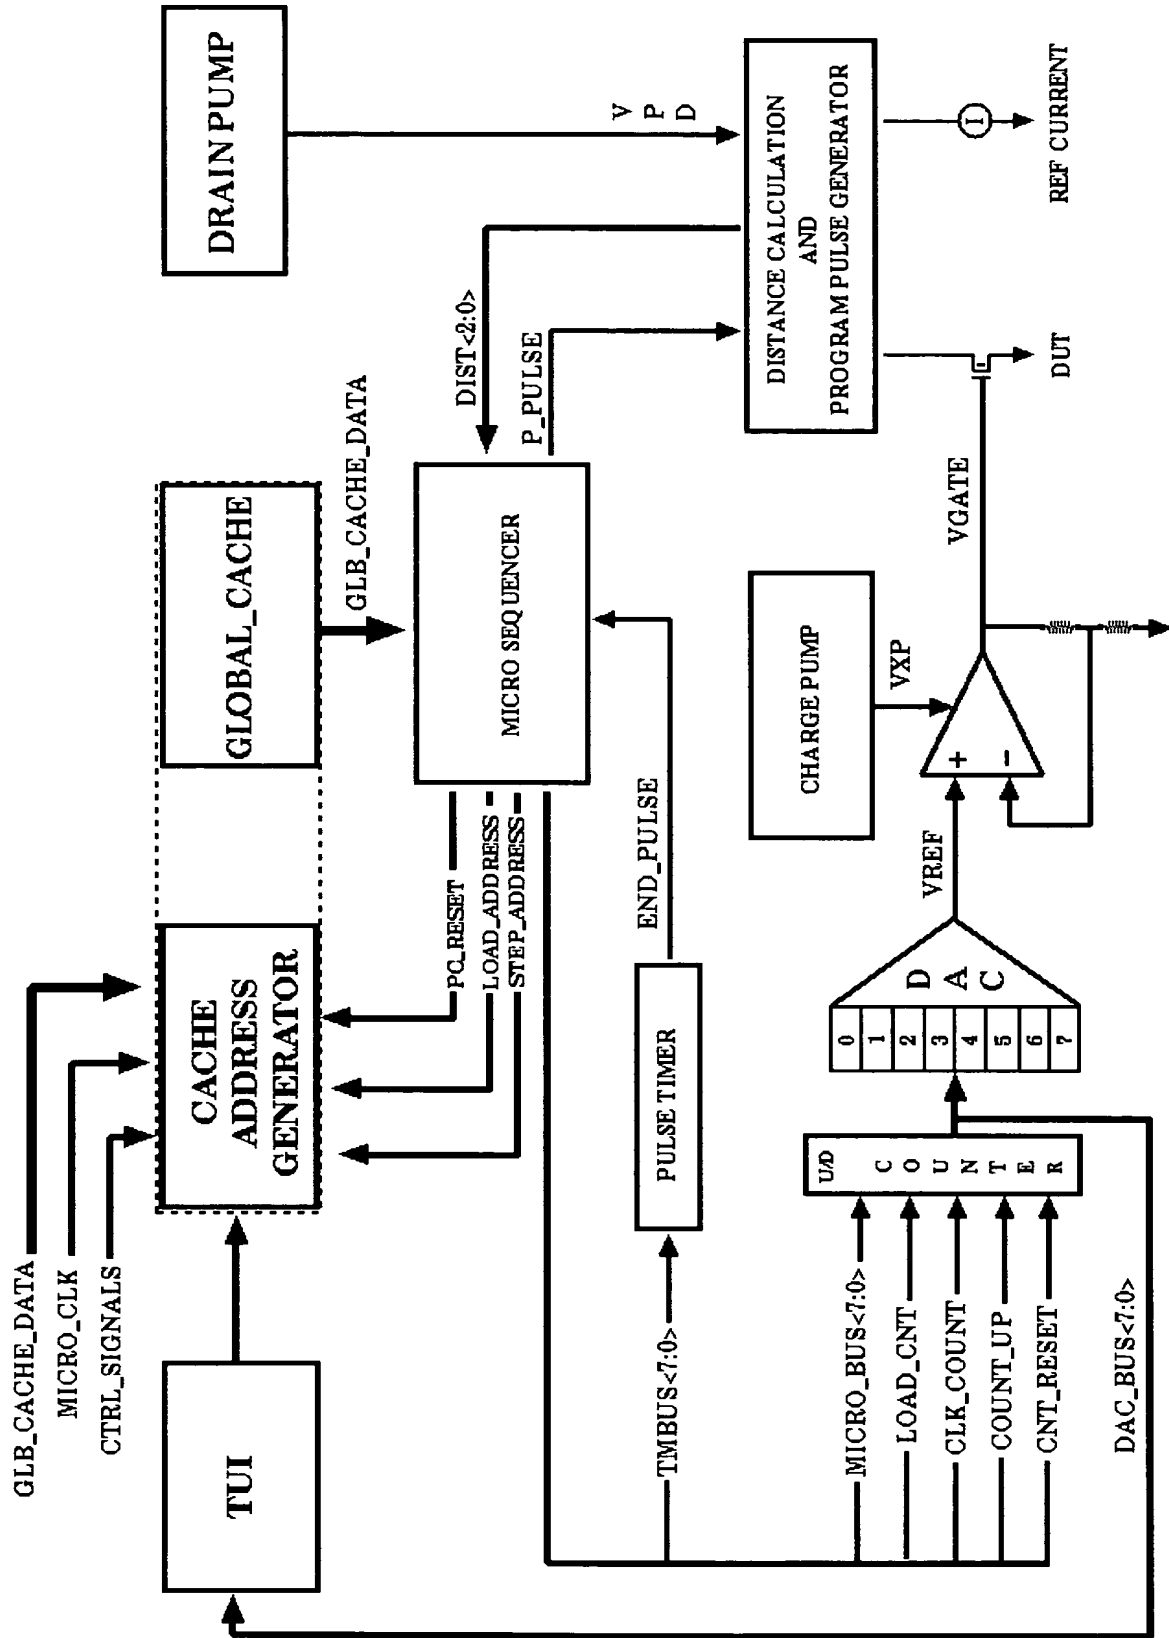 GLB_CACHE_DATA
MICRO_CLK
CTRL_SIGNALS
TUI
CACHE
ADDRESS
GENERATOR
GLOBAL_CACHE
DRAIN PUMP
GLB_CACHE_DATA
PC_RESET
LOAD_ADDRESS
STEP_ADDRESS
MICRO SEQUENCER
DIST<2:0>
P_PULSE
V
P
D
TMBUS<7:0>
PULSE TIMER
END_PULSE
DISTANCE CALCULATION
AND
PROGRAM PULSE GENERATOR
MICRO_BUS<7:0>
LOAD_CNT
CLK_COUNT
COUNT_UP
CNT_RESET
U/D
C
O
U
N
T
E
R
0
1
2
3
4
5
6
7
D
A
C
VREF
CHARGE PUMP
VXP
+
-
VGATE
DUT
I
REF CURRENT
DAC_BUS<7:0>